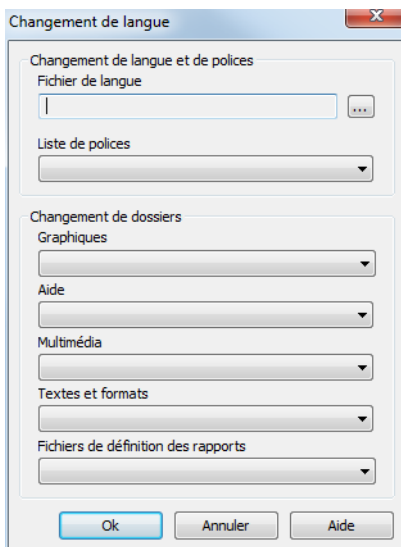 Changement de langue
Changement de langue et de polices
Fichier de langue
...
Liste de polices
Changement de dossiers
Graphiques
Aide
Multimédia
Textes et formats
Fichiers de définition des rapports
Ok Annuler Aide